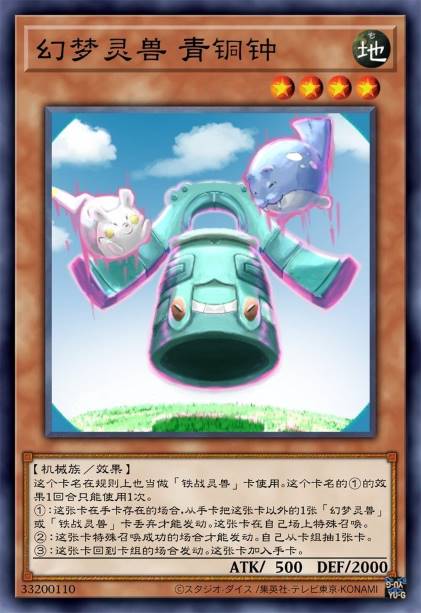 幻梦灵兽 青铜钟
も
地
【机械族／效果】
这个卡名在规则上也当做「铁战灵兽」卡使用。这个卡名的①的效
果1回合只能使用1次。
①：这张卡在手卡存在的场合，从手卡把这张卡以外的1张「幻梦灵兽」
或「铁战灵兽」卡丢弃才能发动。这张卡在自己场上特殊召唤。
②：这张卡特殊召唤成功的场合才能发动。自己从卡组抽1张卡。
③：这张卡回到卡组的场合发动。这张卡加入手卡。
ATK/ 500 DEF/2000
33200110 ©スタジオ・ダイス /集英社・テレビ東京・KONAMI